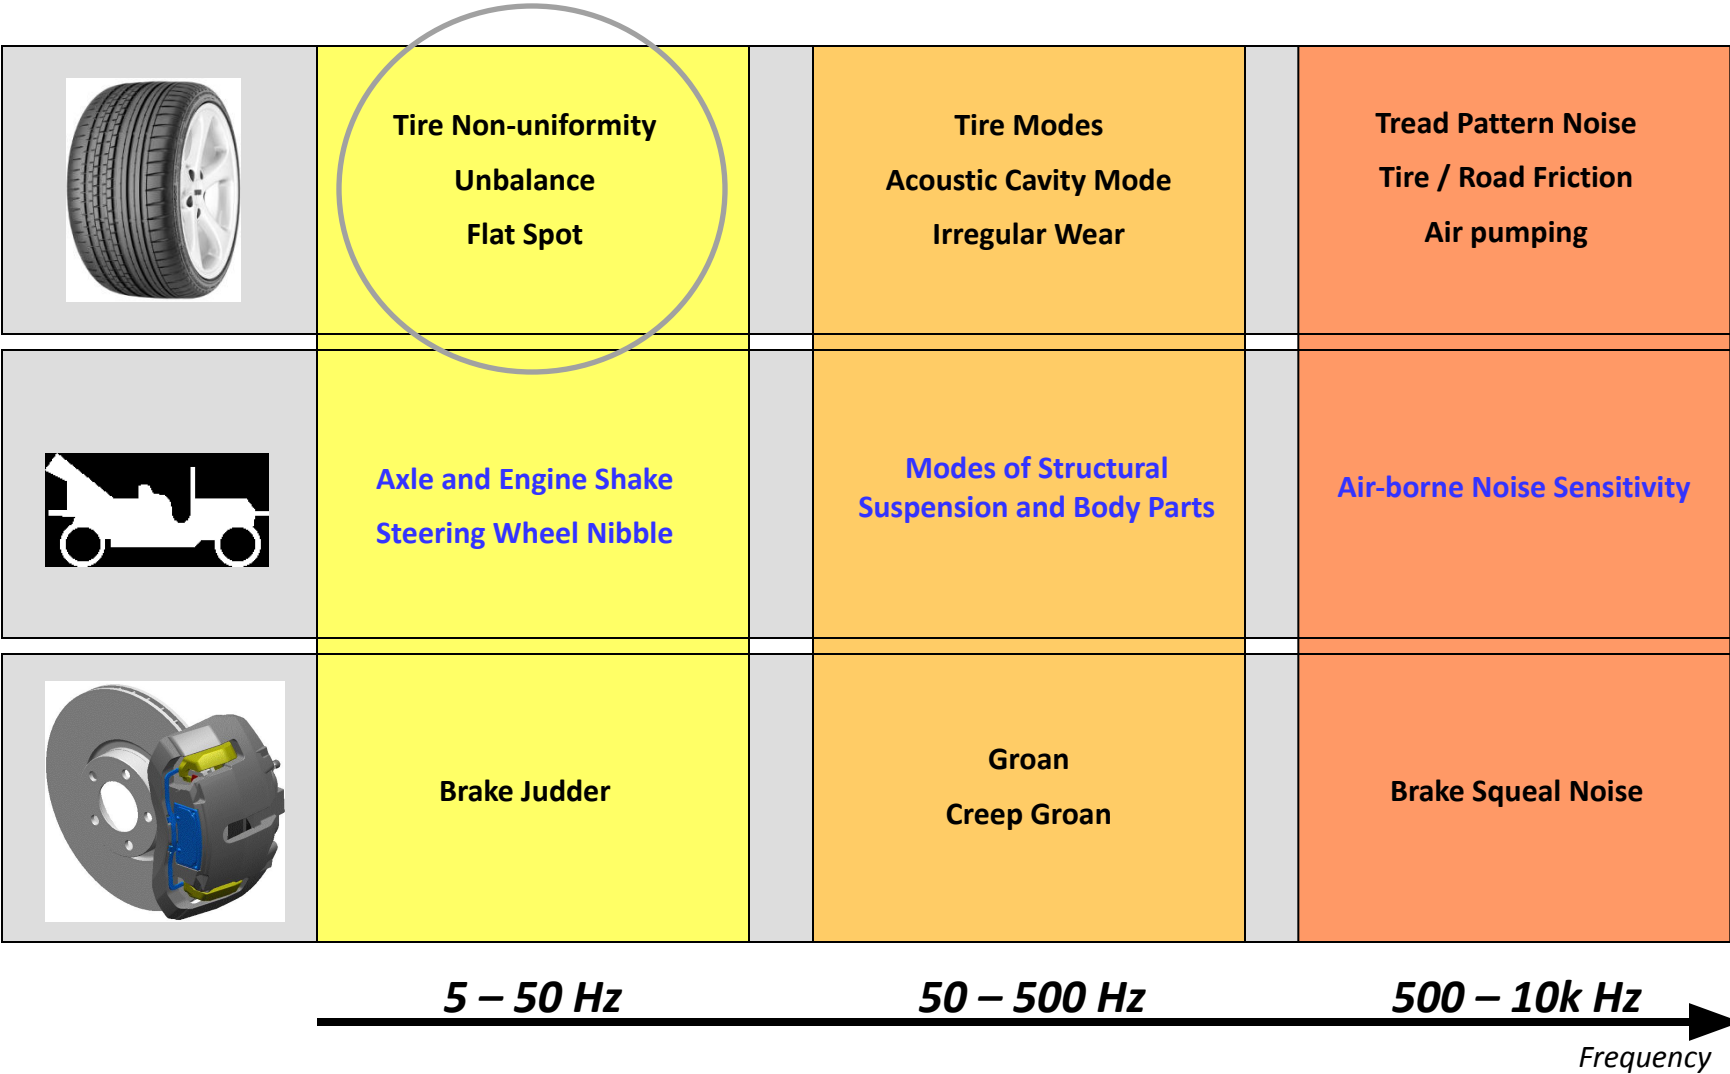 Tire Non-uniformity
Unbalance
Flat Spot
Tire Modes
Acoustic Cavity Mode
Irregular Wear
Tread Pattern Noise
Tire / Road Friction
Air pumping
Axle and Engine Shake
Steering Wheel Nibble
Modes of Structural
Suspension and Body Parts
Air-borne Noise Sensitivity
Brake Judder
Groan
Creep Groan
Brake Squeal Noise
5 – 50 Hz
50 – 500 Hz
500 – 10k Hz
Frequency